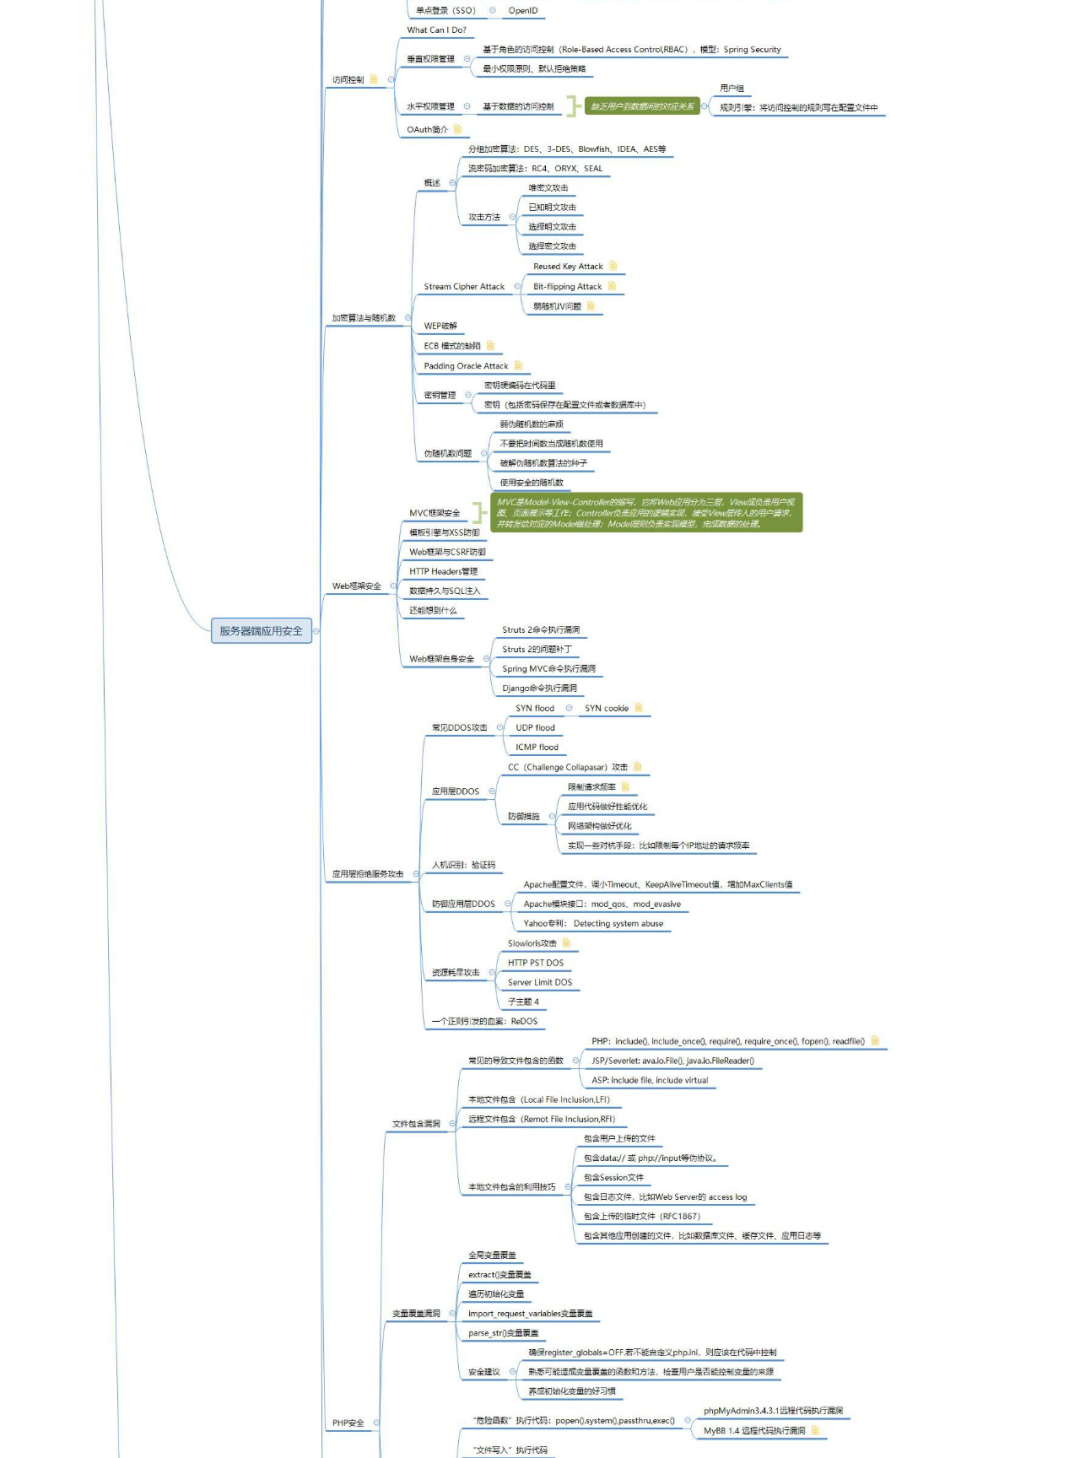 单点登录（SSO）
OpenID
What Can I Do?
访问控制
垂直权限管理
基于角色的访问控制（Role-Based Access Control,RBAC），模型：Spring Security
最小权限原则、默认拒绝策略
水平权限管理
基于数据的访问控制
缺乏用户到数据间的对应关系
用户组
规则引擎：将访问控制的规则写在配置文件中
OAuth简介
加密算法与随机数
概述
分组加密算法：DES、3-DES、Blowfish、IDEA、AES等
流密码加密算法：RC4、ORYX、SEAL
攻击方法
唯密文攻击
已知明文攻击
选择明文攻击
选择密文攻击
Stream Cipher Attack
Reused Key Attack
Bit-flipping Attack
弱随机IV问题
WEP破解
ECB 模式的缺陷
Padding Oracle Attack
密钥管理
密钥硬编码在代码里
密钥（包括密码保存在配置文件或者数据库中）
伪随机数问题
弱伪随机数的麻烦
不要把时间数当成随机数使用
破解伪随机数算法的种子
使用安全的随机数
服务器端应用安全
Web框架安全
MVC框架安全
MVC是Model-View-Controller的缩写，它将Web应用分为三层，View层负责用户视
图、页面展示等工作；Controller负责应用的逻辑实现，接受View层传入的用户请求，
并转发给对应的Model做处理；Model层则负责实现模型，完成数据的处理。
模板引擎与XSS防御
Web框架与CSRF防御
HTTP Headers管理
数据持久与SQL注入
还能想到什么
Web框架自身安全
Struts 2命令执行漏洞
Struts 2的问题补丁
Spring MVC命令执行漏洞
Django命令执行漏洞
应用层拒绝服务攻击
常见DDOS攻击
SYN flood
SYN cookie
UDP flood
ICMP flood
应用层DDOS
CC（Challenge Collapasar）攻击
防御措施
限制请求频率
应用代码做好性能优化
网络架构做好优化
实现一些对抗手段：比如限制每个IP地址的请求频率
人机识别：验证码
防御应用层DDOS
Apache配置文件，调小Timeout、KeepAliveTimeout值，增加MaxClients值
Apache模块接口：mod_qos、mod_evasive
Yahoo专利： Detecting system abuse
资源耗尽攻击
Slowloris攻击
HTTP PST DOS
Server Limit DOS
子主题 4
一个正则引发的血案：ReDOS
PHP安全
文件包含漏洞
常见的导致文件包含的函数
PHP：include(), include_once(), require(), require_once(), fopen(), readfile()
JSP/Severlet: ava.io.File(), java.io.FileReader()
ASP: include file, include virtual
本地文件包含（Local File Inclusion,LFI）
远程文件包含（Remot File Inclusion,RFI）
本地文件包含的利用技巧
包含用户上传的文件
包含data:// 或 php://input等伪协议。
包含Session文件
包含日志文件，比如Web Server的 access log
包含上传的临时文件（RFC1867）
包含其他应用创建的文件，比如数据库文件、缓存文件、应用日志等
变量覆盖漏洞
全局变量覆盖
extract()变量覆盖
遍历初始化变量
import_request_variables变量覆盖
parse_str()变量覆盖
安全建议
确保register_globals=OFF.若不能自定义php.ini，则应该在代码中控制
熟悉可能造成变量覆盖的函数和方法，检查用户是否能控制变量的来源
养成初始化变量的好习惯
“危险函数”执行代码：popen().system(),passthru,exec()
phpMyAdmin3.4.3.1远程代码执行漏洞
MyBB 1.4 远程代码执行漏洞
“文件写入”执行代码